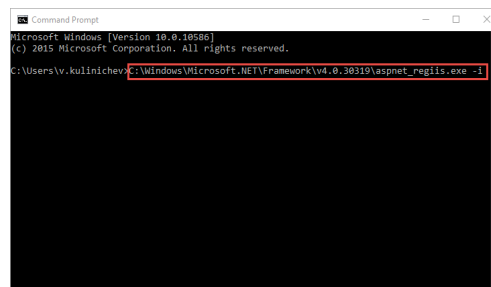 Command Prompt
Microsoft Windows [Version 10.0.10586]
(c) 2015 Microsoft Corporation. All rights reserved.
C:\Users\v.kulinichev>C:\Windows\Microsoft.NET\Framework\v4.0.30319\aspnet_regiis.exe -i